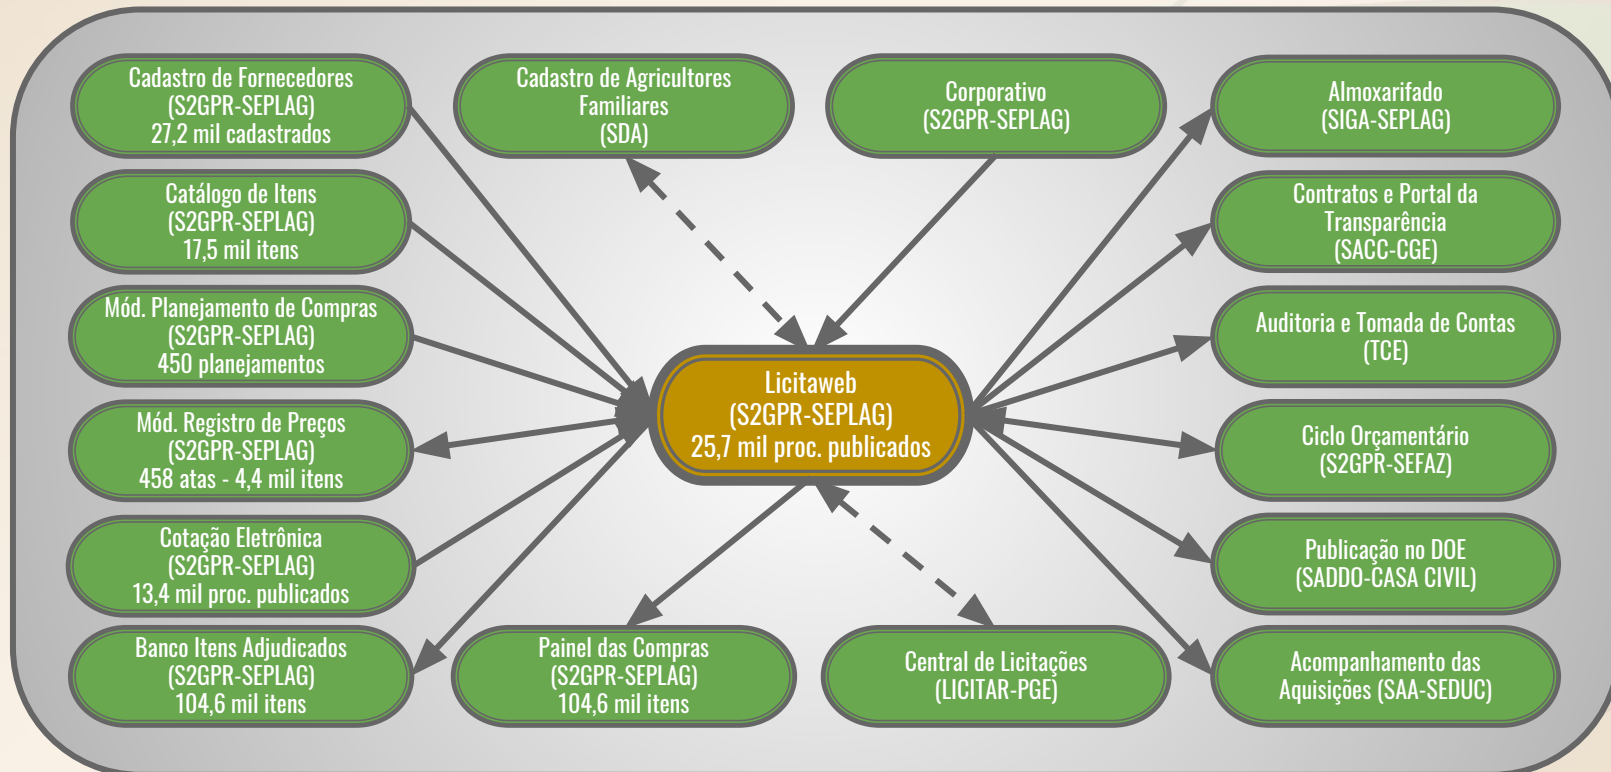 Cadastro de Fornecedores
(S2GPR-SEPLAG)
27,2 mil cadastrados
Cadastro de Agricultores
Familiares
(SDA)
Corporativo
(S2GPR-SEPLAG)
Almoxarifado
(SIGA-SEPLAG)
Catálogo de Itens
(S2GPR-SEPLAG)
17,5 mil itens
Contratos e Portal da
Transparência
(SACC-CGE)
Mód. Planejamento de Compras
(S2GPR-SEPLAG)
450 planejamentos
Auditoria e Tomada de Contas
(TCE)
Licitaweb
(S2GPR-SEPLAG)
25,7 mil proc. publicados
Mód. Registro de Preços
(S2GPR-SEPLAG)
458 atas - 4,4 mil itens
Ciclo Orçamentário
(S2GPR-SEFAZ)
Cotação Eletrônica
(S2GPR-SEPLAG)
13,4 mil proc. publicados
Publicação no DOE
(SADDO-CASA CIVIL)
Banco Itens Adjudicados
(S2GPR-SEPLAG)
104,6 mil itens
Painel das Compras
(S2GPR-SEPLAG)
104,6 mil itens
Central de Licitações
(LICITAR-PGE)
Acompanhamento das
Aquisições (SAA-SEDUC)